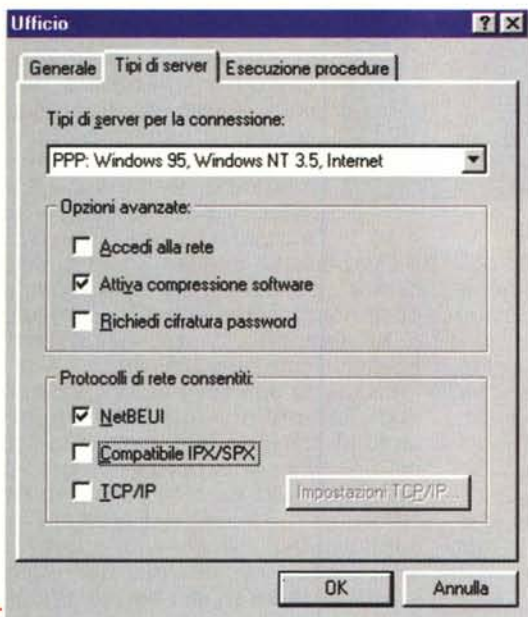 Ufficio
Generale Tipi di server Esecuzione procedure
Tipi di server per la connessione:
PPP: Windows 95, Windows NT 3.5, Internet
Opzioni avanzate:
Accedi alla rete
Attiva compressione software
Richiedi cifratura password
Protocolli di rete consentiti:
NetBEUI
Compatibile IPX/SPX
TCP/IP Impostazioni TCP/IP...
OK Annulla